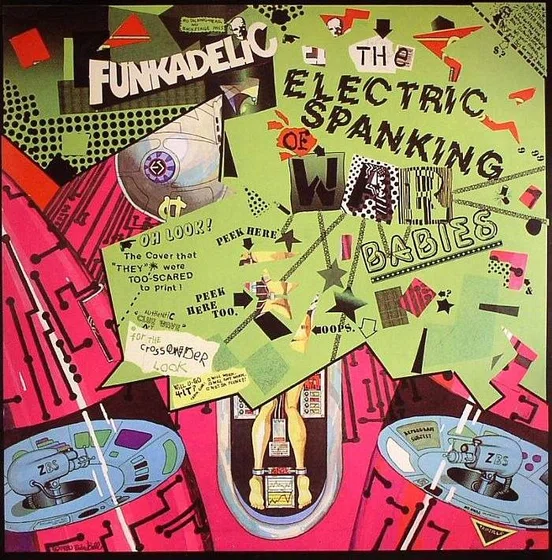 FUNKADELIC
THE
ELECTRIC
SPANKING
OF
WAR
BABIES
OH LOOK!
The Cover that
"THEY"* were
TOO-SCARED
to Print!
PEEK HERE
PEEK
HERE
TOO.
OOPS.
AUTHENTIC
FOR THE
CROSSOVER
LOOK
&
ZBS
ZBS